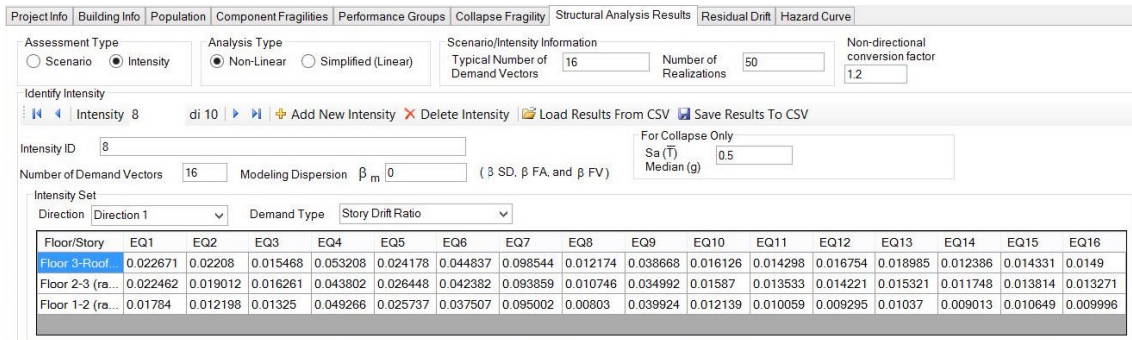 Project Info Building Info Population Component Fragilities Performance Groups Collapse Fragility Structural Analysis Results Residual Drift Hazard Curve
Assessment Type
Scenario Intensity
Analysis Type
Non-Linear Simplified (Linear)
Scenario/Intensity Information
Typical Number of Demand Vectors 16
Number of Realizations 50
Non-directional conversion factor
1.2
Identify Intensity
Intensity 8 di 10 Add New Intensity Delete Intensity Load Results From CSV Save Results To CSV
Intensity ID 8
For Collapse Only
Sa (T̅) Median (g) 0.5
Number of Demand Vectors 16 Modeling Dispersion β m 0 ( β SD, β FA, and β FV )
Intensity Set
Direction Direction 1 Demand Type Story Drift Ratio
Floor/Story EQ1 EQ2 EQ3 EQ4 EQ5 EQ6 EQ7 EQ8 EQ9 EQ10 EQ11 EQ12 EQ13 EQ14 EQ15 EQ16
Floor 3-Roof... 0.022671 0.02208 0.015468 0.053208 0.024178 0.044837 0.098544 0.012174 0.038668 0.016126 0.014298 0.016754 0.018985 0.012386 0.014331 0.0149
Floor 2-3 (ra... 0.022462 0.019012 0.016261 0.043802 0.026448 0.042382 0.093859 0.010746 0.034992 0.01587 0.013533 0.014221 0.015321 0.011748 0.013814 0.013271
Floor 1-2 (ra... 0.01784 0.012198 0.01325 0.049266 0.025737 0.037507 0.095002 0.00803 0.039924 0.012139 0.010059 0.009295 0.01037 0.009013 0.010649 0.009996